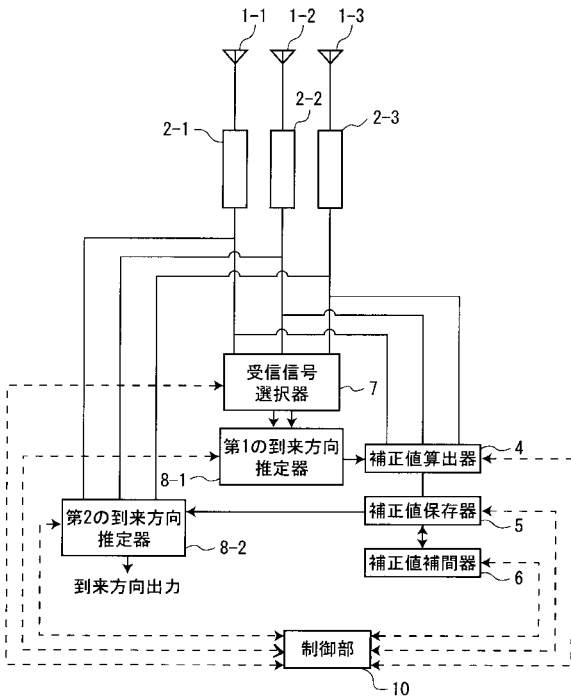 1-1
1-2
1-3
2-1
2-2
2-3
受信信号
選択器
7
第1の到来方向
推定器
8-1
4
補正値算出器
補正値保存器
5
第2の到来方向
推定器
8-2
補正値補間器
6
到来方向出力
制御部
10